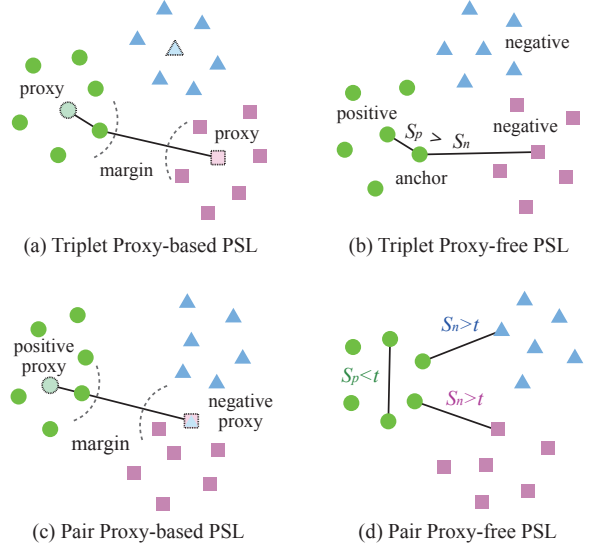 proxy
proxy
margin
(a) Triplet Proxy-based PSL
negative
positive
negative
Sp > Sn
anchor
(b) Triplet Proxy-free PSL
positive
proxy
negative
proxy
margin
(c) Pair Proxy-based PSL
Sn>t
Sp<t
Sn>t
(d) Pair Proxy-free PSL